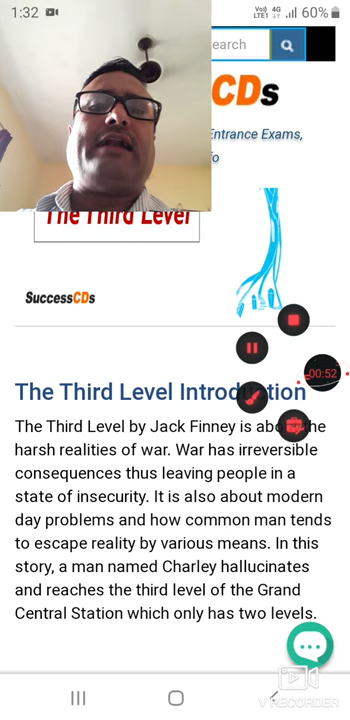 1:32
Vo)) 4G
LTE1
60%
earch
CDs
Entrance Exams,
The Third Level
SuccessCDs
00:52
The Third Level Introduction
The Third Level by Jack Finney is about the
harsh realities of war. War has irreversible
consequences thus leaving people in a
state of insecurity. It is also about modern
day problems and how common man tends
to escape reality by various means. In this
story, a man named Charley hallucinates
and reaches the third level of the Grand
Central Station which only has two levels.
V RECORDER